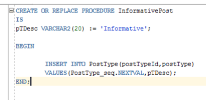 CREATE OR REPLACE PROCEDURE InformativePost
IS
pTDesc VARCHAR2(20) := 'Informative';
BEGIN
INSERT INTO PostType(postTypeId,postType)
VALUES(PostType_seq.NEXTVAL,pTDesc);
END;